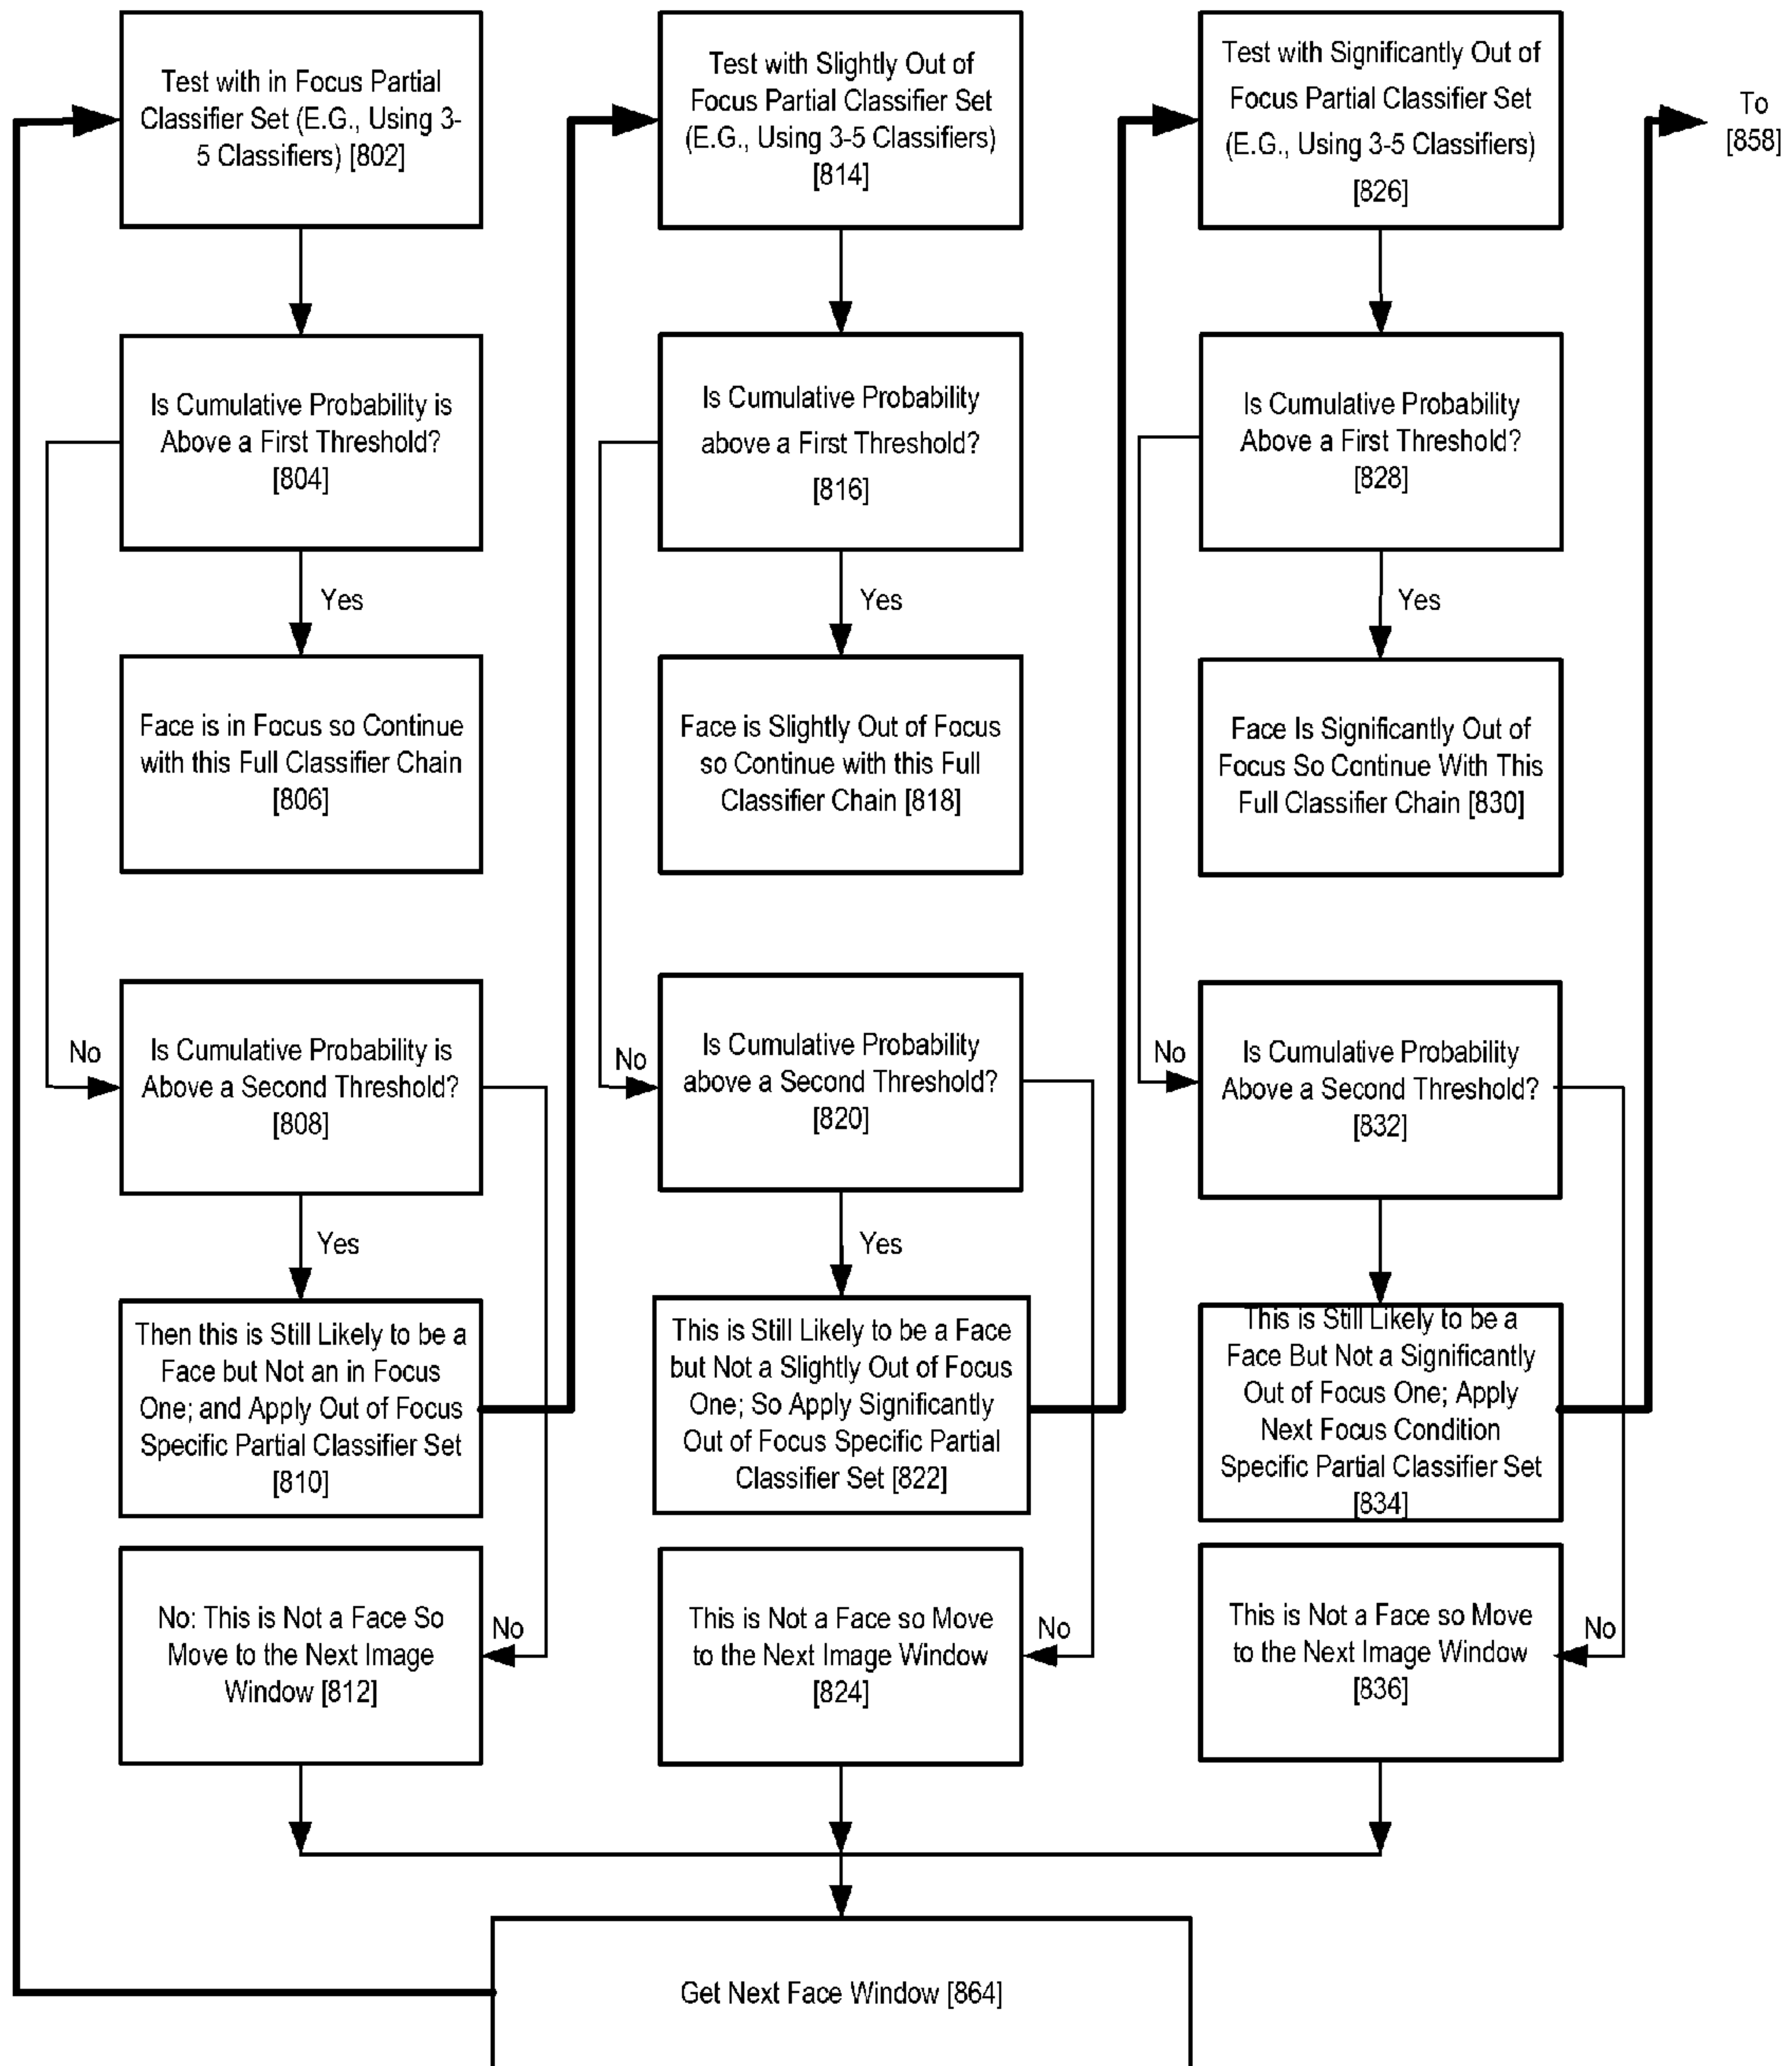 Test with in Focus Partial
Classifier Set (E.G., Using 3-
5 Classifiers) [802]
Is Cumulative Probability is
Above a First Threshold?
[804]
Yes
Face is in Focus so Continue
with this Full Classifier Chain
[806]
No
Is Cumulative Probability is
Above a Second Threshold?
[808]
Yes
Then this is Still Likely to be a
Face but Not an in Focus
One; and Apply Out of Focus
Specific Partial Classifier Set
[810]
No: This is Not a Face So
Move to the Next Image
Window [812]
No
Test with Slightly Out of
Focus Partial Classifier Set
(E.G., Using 3-5 Classifiers)
[814]
Is Cumulative Probability
above a First Threshold?
[816]
Yes
Face is Slightly Out of Focus
so Continue with this Full
Classifier Chain [818]
No
Is Cumulative Probability
above a Second Threshold?
[820]
Yes
This is Still Likely to be a Face
but Not a Slightly Out of Focus
One; So Apply Significantly
Out of Focus Specific Partial
Classifier Set [822]
This is Not a Face so Move
to the Next Image Window
[824]
No
Test with Significantly Out of
Focus Partial Classifier Set
(E.G., Using 3-5 Classifiers)
[826]
Is Cumulative Probability
Above a First Threshold?
[828]
Yes
Face Is Significantly Out of
Focus So Continue With This
Full Classifier Chain [830]
No
Is Cumulative Probability
Above a Second Threshold?
[832]
This is Still Likely to be a
Face But Not a Significantly
Out of Focus One; Apply
Next Focus Condition
Specific Partial Classifier Set
[834]
This is Not a Face so Move
to the Next Image Window
[836]
No
To
[858]
Get Next Face Window [864]